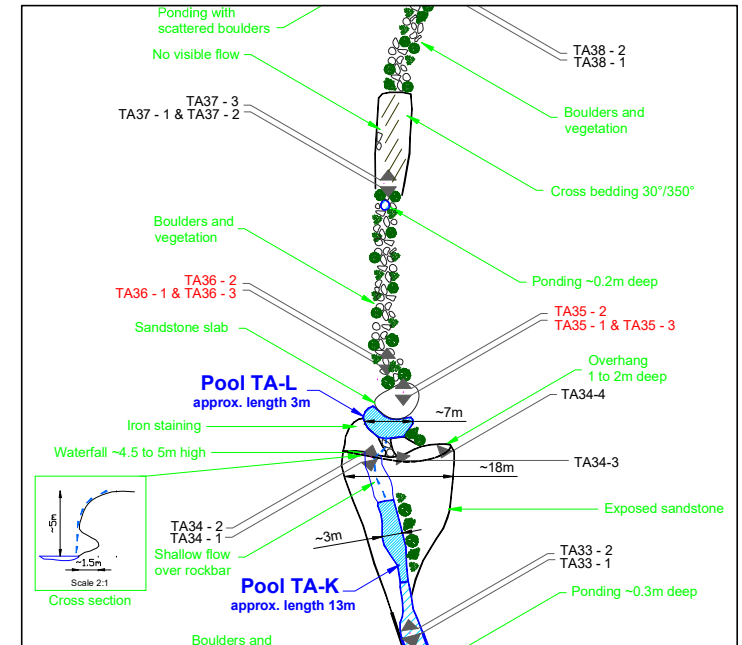 Ponding with
scattered boulders
No visible flow
TA38 - 2
TA38 - 1
TA37 - 3
TA37 - 1 & TA37 - 2
Boulders and
vegetation
Cross bedding 30°/350°
Boulders and
vegetation
Ponding ~0.2m deep
TA36 - 2
TA36 - 1 & TA36 - 3
TA35 - 2
TA35 - 1 & TA35 - 3
Sandstone slab
Overhang
1 to 2m deep
Pool TA-L
approx. length 3m
TA34-4
~7m
Iron staining
Waterfall ~4.5 to 5m high
TA34-3
~18m
~5m
~1.5m
Scale 2:1
Cross section
TA34 - 2
TA34 - 1
Exposed sandstone
~3m
Shallow flow
over rockbar
TA33 - 2
TA33 - 1
Pool TA-K
approx. length 13m
Ponding ~0.3m deep
Boulders and